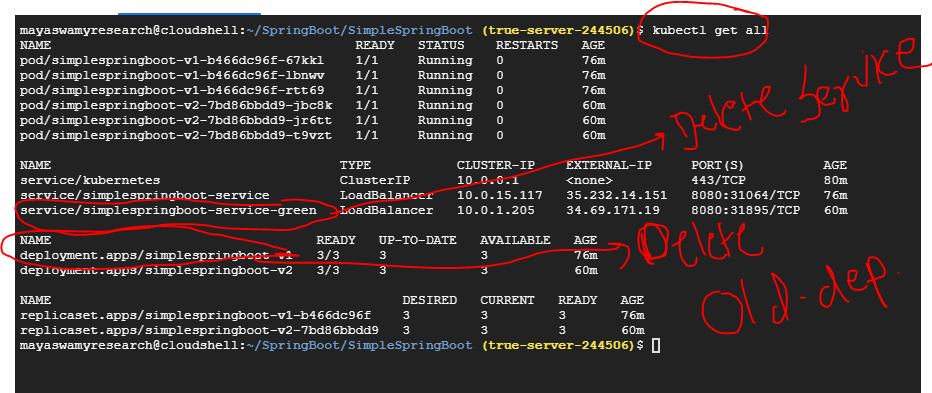 mayaswamyresearch@cloudshell:~/SpringBoot/SimpleSpringBoot (true-server-244506)$ kubectl get all
NAME READY STATUS RESTARTS AGE
pod/simplespringboot-v1-b466dc96f-67kkl 1/1 Running 0 76m
pod/simplespringboot-v1-b466dc96f-lbnwv 1/1 Running 0 76m
pod/simplespringboot-v1-b466dc96f-rtt69 1/1 Running 0 76m
pod/simplespringboot-v2-7bd86bbdd9-jbc8k 1/1 Running 0 60m
pod/simplespringboot-v2-7bd86bbdd9-jr6tt 1/1 Running 0 60m
pod/simplespringboot-v2-7bd86bbdd9-t9vzt 1/1 Running 0 60m
Delete Service
NAME TYPE CLUSTER-IP EXTERNAL-IP PORT(S) AGE
service/kubernetes ClusterIP 10.0.0.1 <none> 443/TCP 80m
service/simplespringboot-service LoadBalancer 10.0.15.117 35.232.14.151 8080:31064/TCP 76m
service/simplespringboot-service-green LoadBalancer 10.0.1.205 34.69.171.19 8080:31895/TCP 60m
NAME READY UP-TO-DATE AVAILABLE AGE
deployment.apps/simplespringboot-v1 3/3 3 3 76m
deployment.apps/simplespringboot-v2 3/3 3 3 60m
Delete
Old-dep.
NAME DESIRED CURRENT READY AGE
replicaset.apps/simplespringboot-v1-b466dc96f 3 3 3 76m
replicaset.apps/simplespringboot-v2-7bd86bbdd9 3 3 3 60m
mayaswamyresearch@cloudshell:~/SpringBoot/SimpleSpringBoot (true-server-244506)$